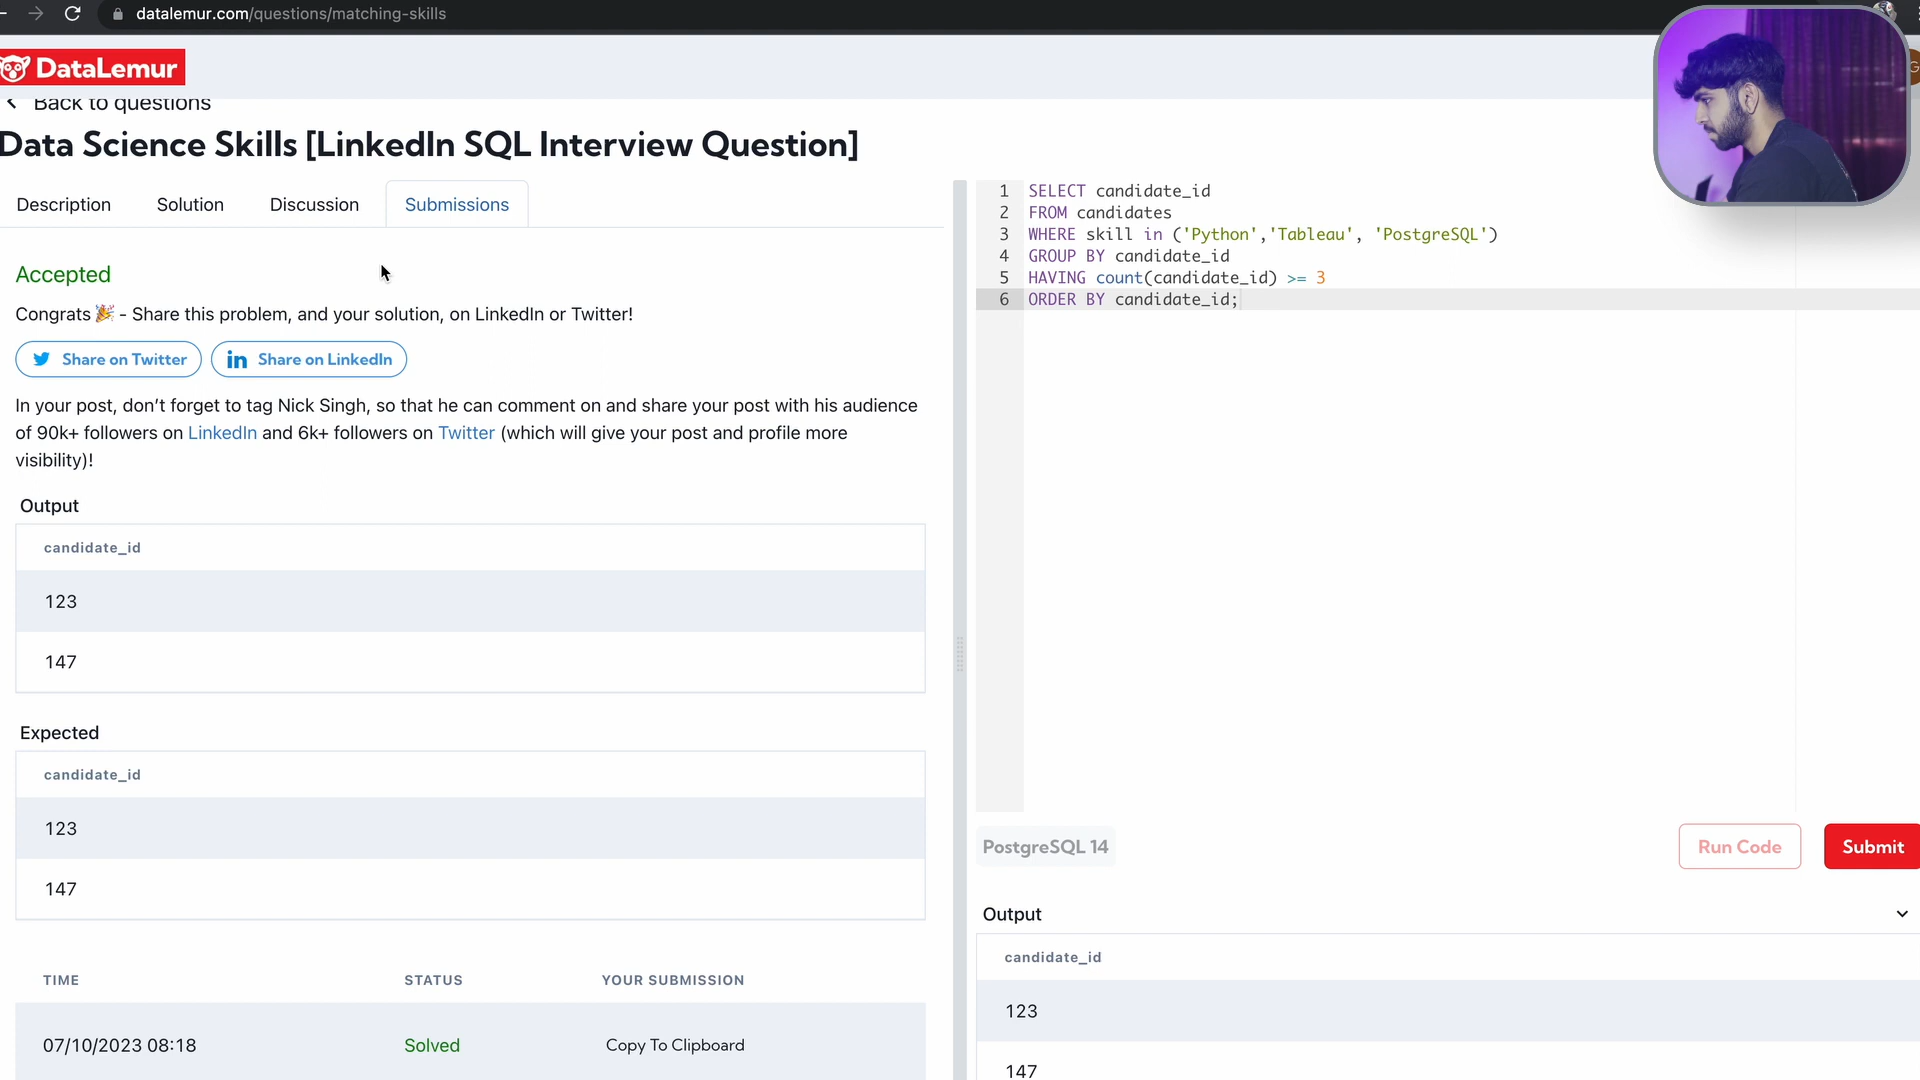 datalemur.com/questions/matching-skills
DataLemur
Back to questions
Data Science Skills [LinkedIn SQL Interview Question]
Description
Solution
Discussion
Submissions
Accepted
Congrats 🎉 - Share this problem, and your solution, on LinkedIn or Twitter!
Share on Twitter
Share on LinkedIn
In your post, don’t forget to tag Nick Singh, so that he can comment on and share your post with his audience
of 90k+ followers on LinkedIn and 6k+ followers on Twitter (which will give your post and profile more
visibility)!
Output
candidate_id
123
147
Expected
candidate_id
123
147
TIME STATUS YOUR SUBMISSION
07/10/2023 08:18 Solved Copy To Clipboard
1 SELECT candidate_id
2 FROM candidates
3 WHERE skill in ('Python','Tableau', 'PostgreSQL')
4 GROUP BY candidate_id
5 HAVING count(candidate_id) >= 3
6 ORDER BY candidate_id;
PostgreSQL 14
Run Code
Submit
Output
candidate_id
123
147